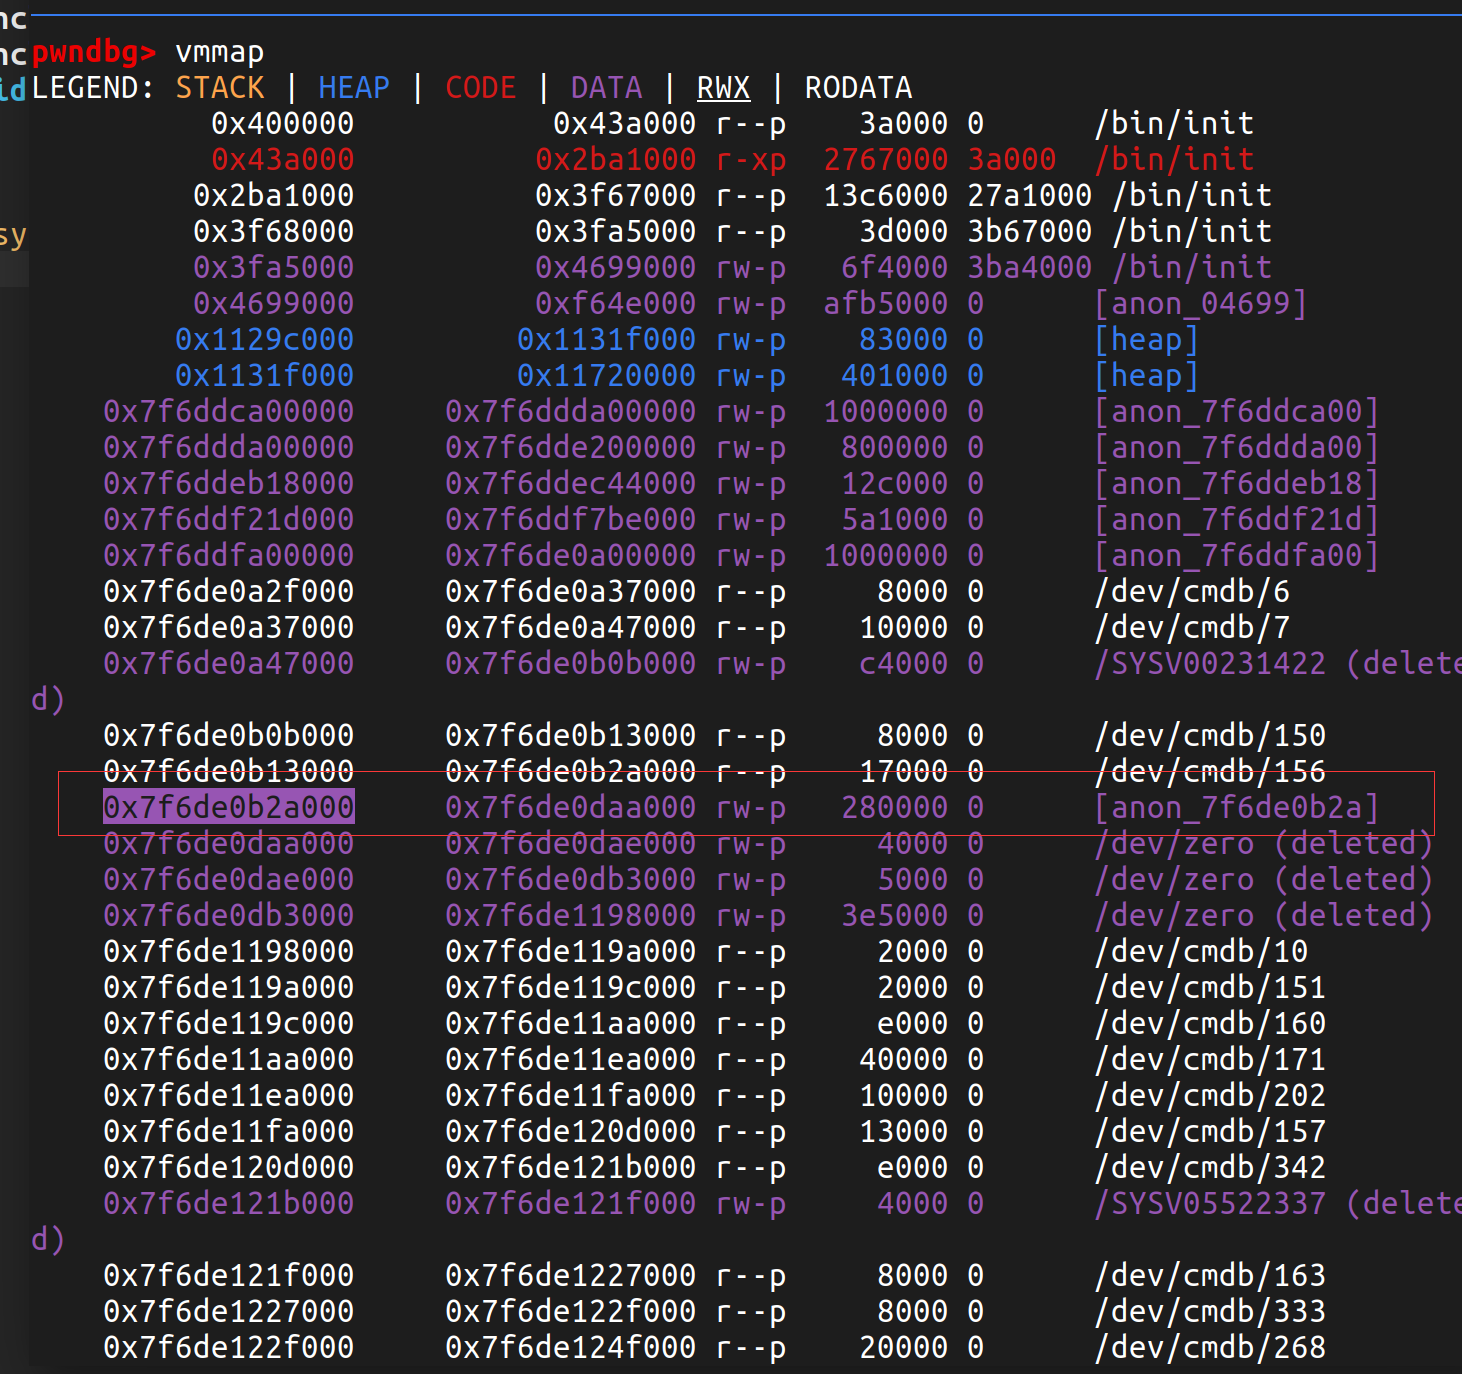 nc
nc pwndbg> vmmap
id LEGEND: STACK | HEAP | CODE | DATA | RWX | RODATA
0x400000 0x43a000 r--p 3a000 0 /bin/init
0x43a000 0x2ba1000 r-xp 2767000 3a000 /bin/init
0x2ba1000 0x3f67000 r--p 13c6000 27a1000 /bin/init
sy 0x3f68000 0x3fa5000 r--p 3d000 3b67000 /bin/init
0x3fa5000 0x4699000 rw-p 6f4000 3ba4000 /bin/init
0x4699000 0xf64e000 rw-p afb5000 0 [anon_04699]
0x1129c000 0x1131f000 rw-p 83000 0 [heap]
0x1131f000 0x11720000 rw-p 401000 0 [heap]
0x7f6ddca00000 0x7f6ddda00000 rw-p 1000000 0 [anon_7f6ddca00]
0x7f6ddda00000 0x7f6dde200000 rw-p 800000 0 [anon_7f6ddda00]
0x7f6ddeb18000 0x7f6ddec44000 rw-p 12c000 0 [anon_7f6ddeb18]
0x7f6ddf21d000 0x7f6ddf7be000 rw-p 5a1000 0 [anon_7f6ddf21d]
0x7f6ddfa00000 0x7f6de0a00000 rw-p 1000000 0 [anon_7f6ddfa00]
0x7f6de0a2f000 0x7f6de0a37000 r--p 8000 0 /dev/cmdb/6
0x7f6de0a37000 0x7f6de0a47000 r--p 10000 0 /dev/cmdb/7
0x7f6de0a47000 0x7f6de0b0b000 rw-p c4000 0 /SYSV00231422 (delete
d)
0x7f6de0b0b000 0x7f6de0b13000 r--p 8000 0 /dev/cmdb/150
0x7f6de0b13000 0x7f6de0b2a000 r--p 17000 0 /dev/cmdb/156
0x7f6de0b2a000 0x7f6de0daa000 rw-p 280000 0 [anon_7f6de0b2a]
0x7f6de0daa000 0x7f6de0dae000 rw-p 4000 0 /dev/zero (deleted)
0x7f6de0dae000 0x7f6de0db3000 rw-p 5000 0 /dev/zero (deleted)
0x7f6de0db3000 0x7f6de1198000 rw-p 3e5000 0 /dev/zero (deleted)
0x7f6de1198000 0x7f6de119a000 r--p 2000 0 /dev/cmdb/10
0x7f6de119a000 0x7f6de119c000 r--p 2000 0 /dev/cmdb/151
0x7f6de119c000 0x7f6de11aa000 r--p e000 0 /dev/cmdb/160
0x7f6de11aa000 0x7f6de11ea000 r--p 40000 0 /dev/cmdb/171
0x7f6de11ea000 0x7f6de11fa000 r--p 10000 0 /dev/cmdb/202
0x7f6de11fa000 0x7f6de120d000 r--p 13000 0 /dev/cmdb/157
0x7f6de120d000 0x7f6de121b000 r--p e000 0 /dev/cmdb/342
0x7f6de121b000 0x7f6de121f000 rw-p 4000 0 /SYSV05522337 (delete
d)
0x7f6de121f000 0x7f6de1227000 r--p 8000 0 /dev/cmdb/163
0x7f6de1227000 0x7f6de122f000 r--p 8000 0 /dev/cmdb/333
0x7f6de122f000 0x7f6de124f000 r--p 20000 0 /dev/cmdb/268